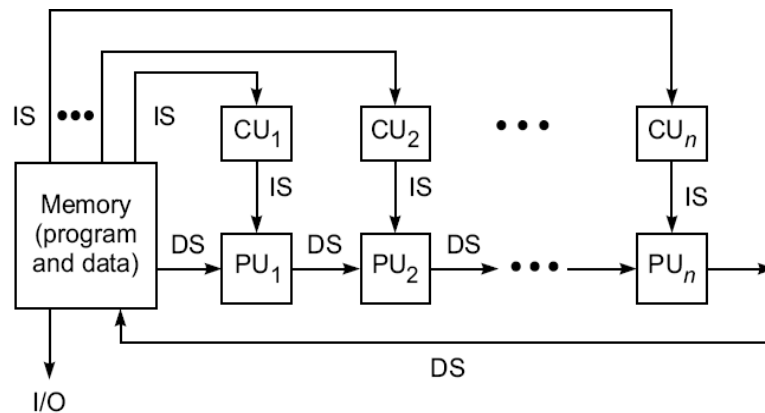 IS ••• IS
CU1 CU2 ••• CUn
IS IS IS
Memory
(program
and data)
DS DS DS
PU1 PU2 ••• PUn
DS
I/O